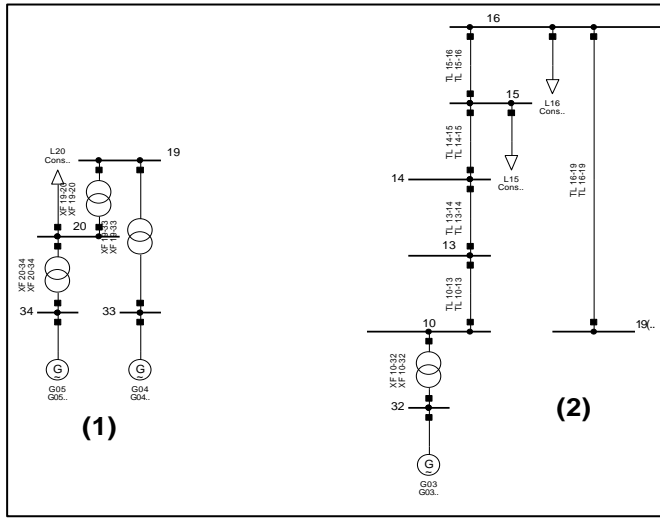 16
TL 15-16
TL 15-16
15
L16
Cons..
L20
Cons..
19
TL 14-15
TL 14-15
L15
Cons..
TL 16-19
TL 16-19
XF 19-20
XF 19-20
14
20
XF 19-33
XF 19-33
TL 13-14
TL 13-14
13
XF 20-34
XF 20-34
TL 10-13
TL 10-13
34
33
10
19(..
XF 10-32
XF 10-32
G
~
G
~
G05
G05..
G04
G04..
32
(1)
(2)
G
~
G03
G03..